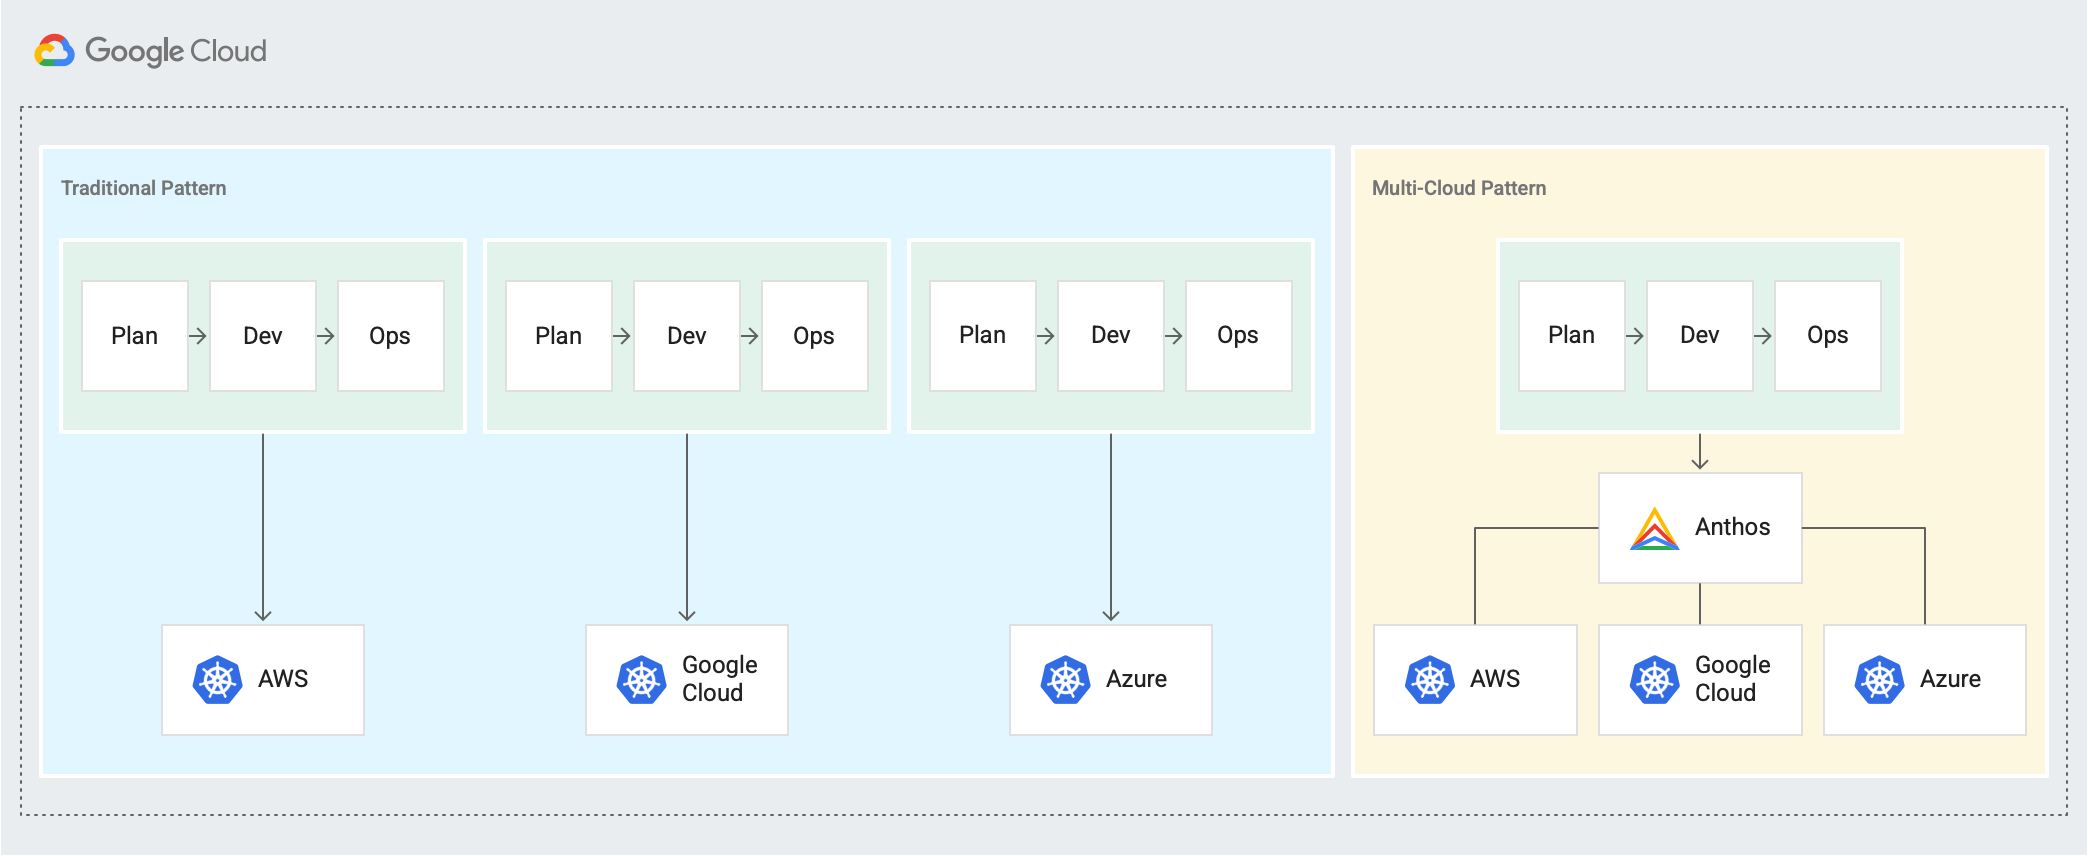 Google Cloud
Traditional Pattern
Plan
Dev
Ops
Plan
Dev
Ops
Plan
Dev
Ops
AWS
Google
Cloud
Azure
Multi-Cloud Pattern
Plan
Dev
Ops
Anthos
AWS
Google
Cloud
Azure